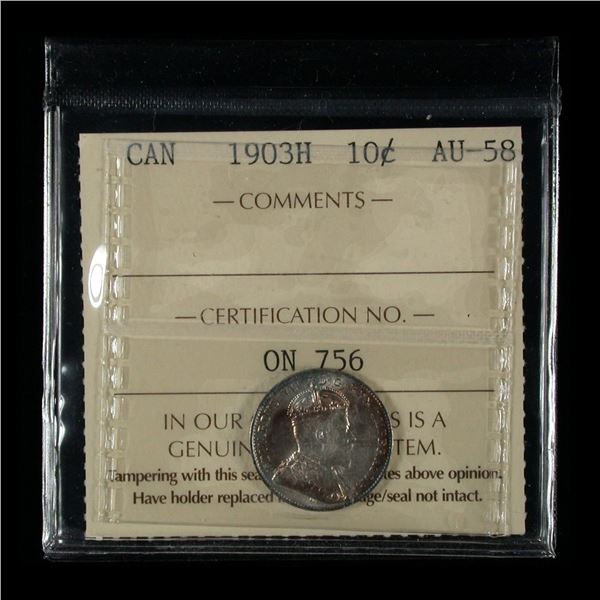 CAN 1903H 10¢ AU-58
— COMMENTS —
— CERTIFICATION NO. —
ON 756
IN OUR S IS A
GENUIN TEM.
Tampering with this sea tes above opinion.
Have holder replaced age/seal not intact.